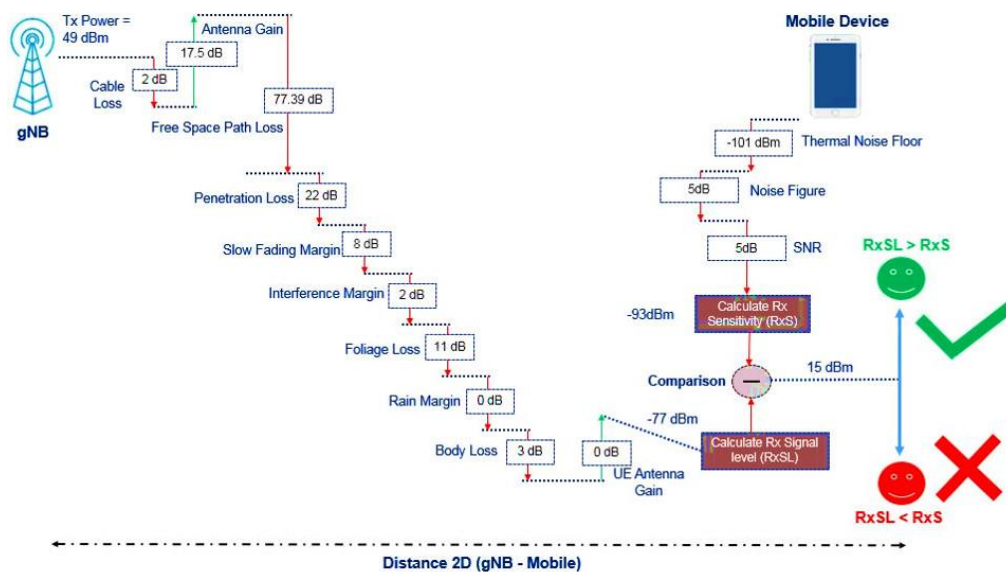 Tx Power =
49 dBm
gNB
2 dB
Cable
Loss
17.5 dB
Antenna Gain
77.39 dB
Free Space Path Loss
Penetration Loss
22 dB
Slow Fading Margin
8 dB
Interference Margin
2 dB
Foliage Loss
11 dB
Rain Margin
0 dB
Body Loss
3 dB
0 dB
UE Antenna
Gain
Mobile Device
-101 dBm
Thermal Noise Floor
5dB
Noise Figure
5dB
SNR
-93dBm
Calculate Rx
Sensitivity (RxS)
Comparison
15 dBm
-77 dBm
Calculate Rx Signal
level (RxSL)
RxSL > RxS
RxSL < RxS
Distance 2D (gNB - Mobile)